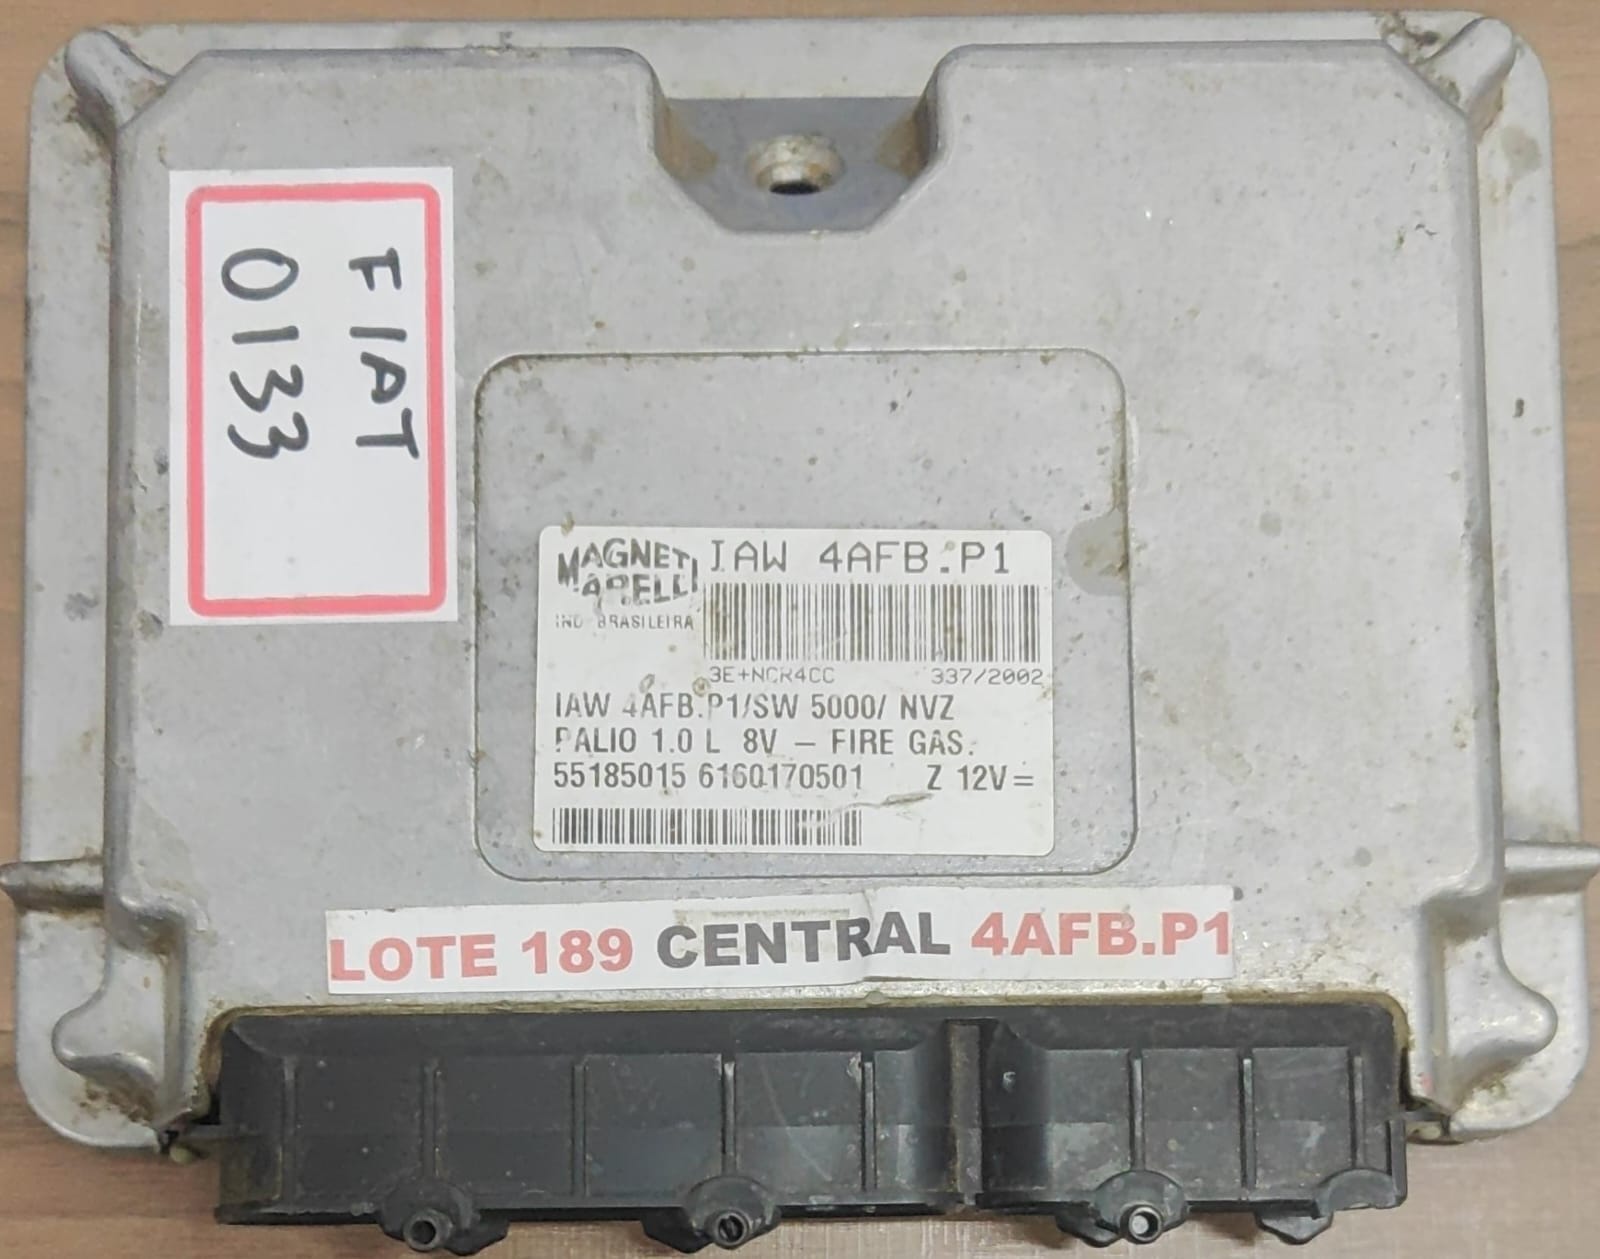 FIAT
0133
MAGNETI
MARELLI
IND BRASILEIRA
IAW 4AFB.P1
3E+NCR4CC 337/2002
IAW 4AFB.P1/SW 5000/ NVZ
PALIO 1.0 L 8V – FIRE GAS.
55185015 6160170501 Z 12V=
LOTE 189 CENTRAL 4AFB.P1